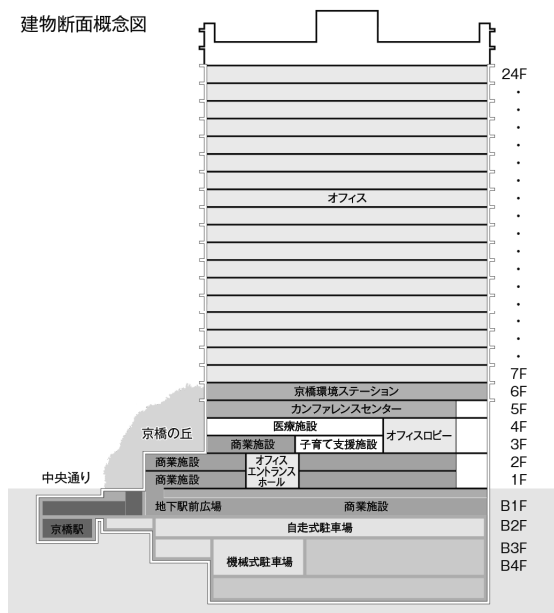 建物断面概念図
24F
オフィス
7F
京橋環境ステーション
6F
カンファレンスセンター
5F
医療施設
4F
京橋の丘
オフィスロビー
商業施設
子育て支援施設
3F
商業施設
オフィス
エントランス
ホール
2F
中央通り
商業施設
1F
地下駅前広場
商業施設
B1F
京橋駅
自走式駐車場
B2F
機械式駐車場
B3F
B4F